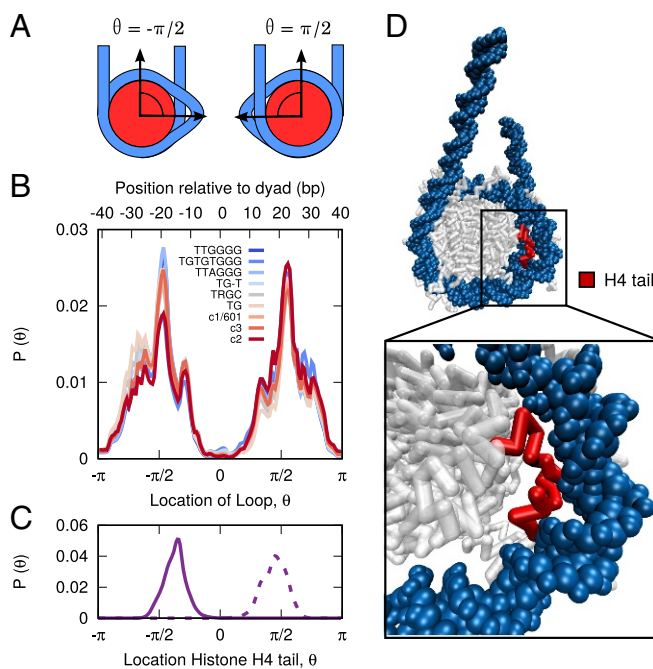 A
θ = -π/2
θ = π/2
B
Position relative to dyad (bp)
-40 -30 -20 -10 0 10 20 30 40
0.03
0.02
0.01
0
P (θ)
TTGGGG
TGTGTGGG
TTAGGG
TG-T
TRGC
TG
c1/601
c3
c2
-π -π/2 0 π/2 π
Location of Loop, θ
C
0.06
0.04
0.02
0
P (θ)
-π -π/2 0 π/2 π
Location Histone H4 tail, θ
D
H4 tail